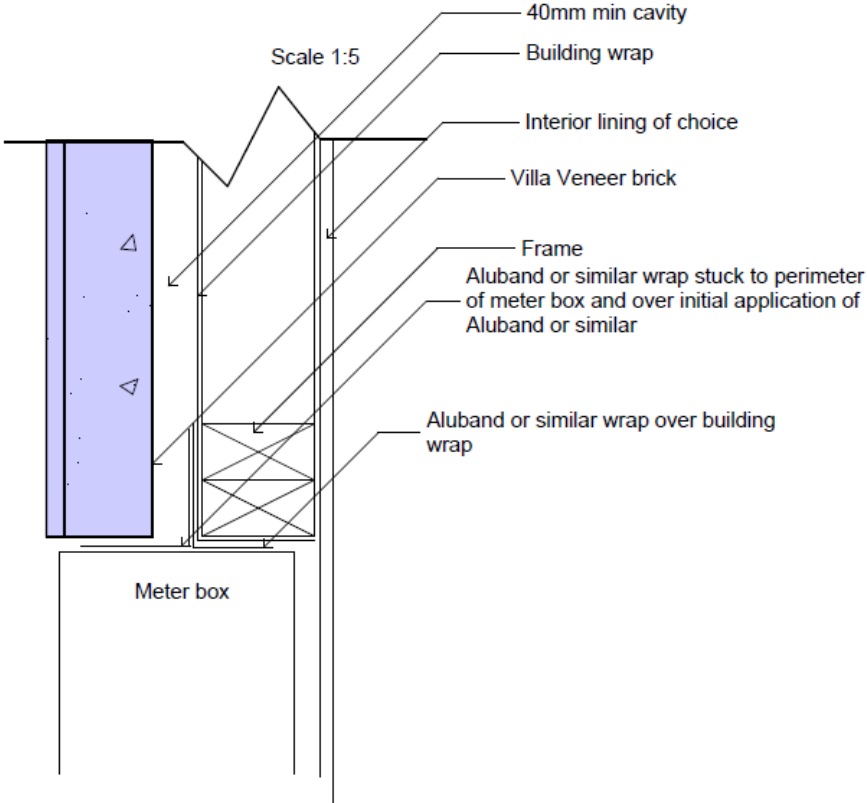 40mm min cavity
Scale 1:5
Building wrap
Interior lining of choice
Villa Veneer brick
Frame
Aluband or similar wrap stuck to perimeter
of meter box and over initial application of
Aluband or similar
Aluband or similar wrap over building
wrap
Meter box